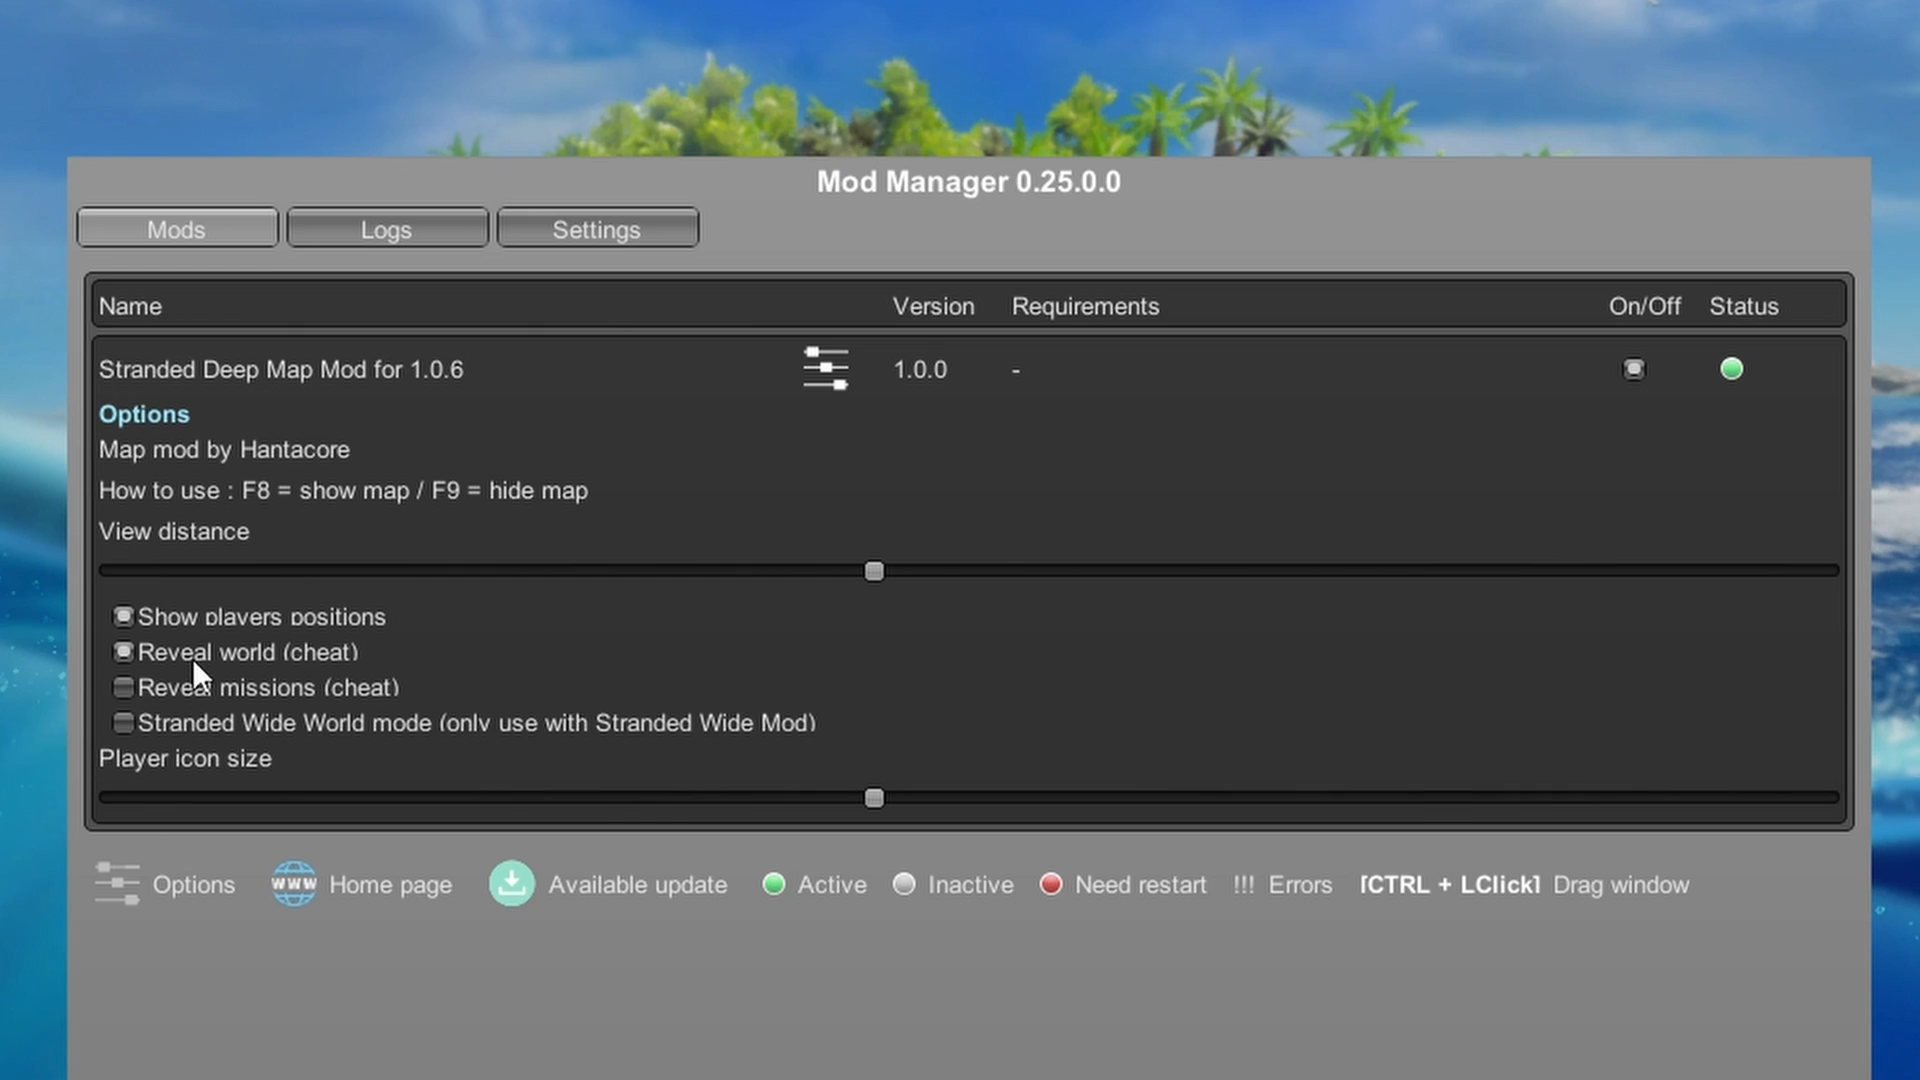 Mod Manager 0.25.0.0
Mods Logs Settings
Name Version Requirements On/Off Status
Stranded Deep Map Mod for 1.0.6 1.0.0 -
Options
Map mod by Hantacore
How to use : F8 = show map / F9 = hide map
View distance
Show players positions
Reveal world (cheat)
Reveal missions (cheat)
Stranded Wide World mode (only use with Stranded Wide Mod)
Player icon size
Options www Home page Available update Active Inactive Need restart !!! Errors [CTRL + LClick] Drag window